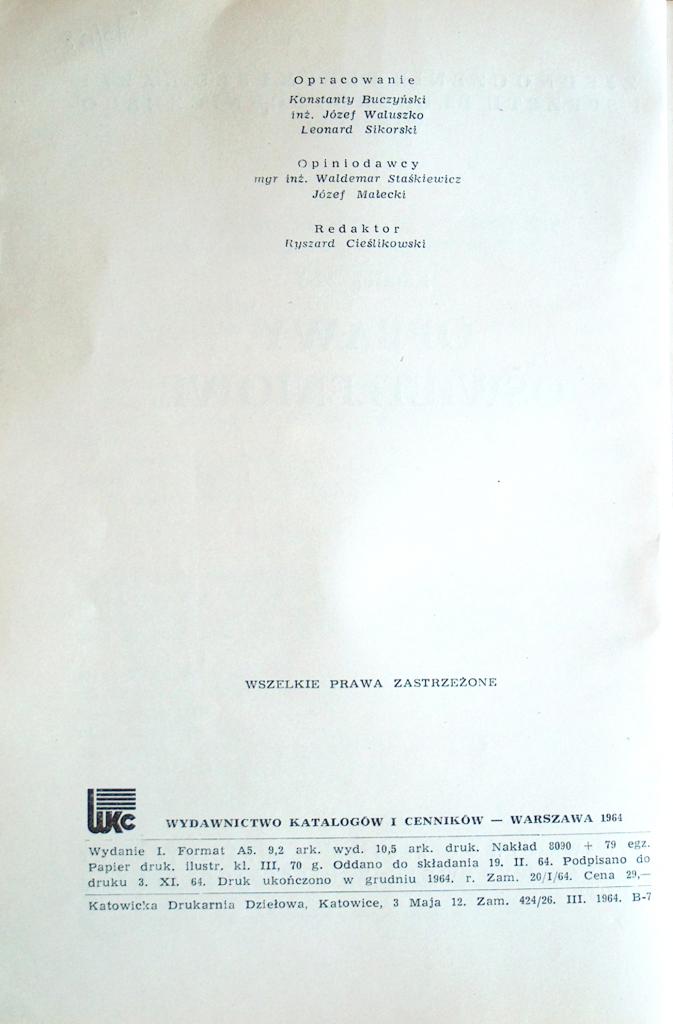 Opracowanie
Konstanty Buczyński
inż. Józef Waluszko
Leonard Sikorski
Opiniodawcy
mgr inż. Waldemar Staśkiewicz
Józef Małecki
Redaktor
Ryszard Cieślikowski
WSZELKIE PRAWA ZASTRZEŻONE
WKC
WYDAWNICTWO KATALOGÓW I CENNIKÓW — WARSZAWA 1964
Wydanie I. Format A5. 9,2 ark. wyd. 10,5 ark. druk. Nakład 8090 + 79 egz.
Papier druk. ilustr. kl. III, 70 g. Oddano do składania 19. II. 64. Podpisano do
druku 3. XI. 64. Druk ukończono w grudniu 1964. r. Zam. 20/I/64. Cena 29,—
Katowicka Drukarnia Dziełowa, Katowice, 3 Maja 12. Zam. 424/26. III. 1964. B-7